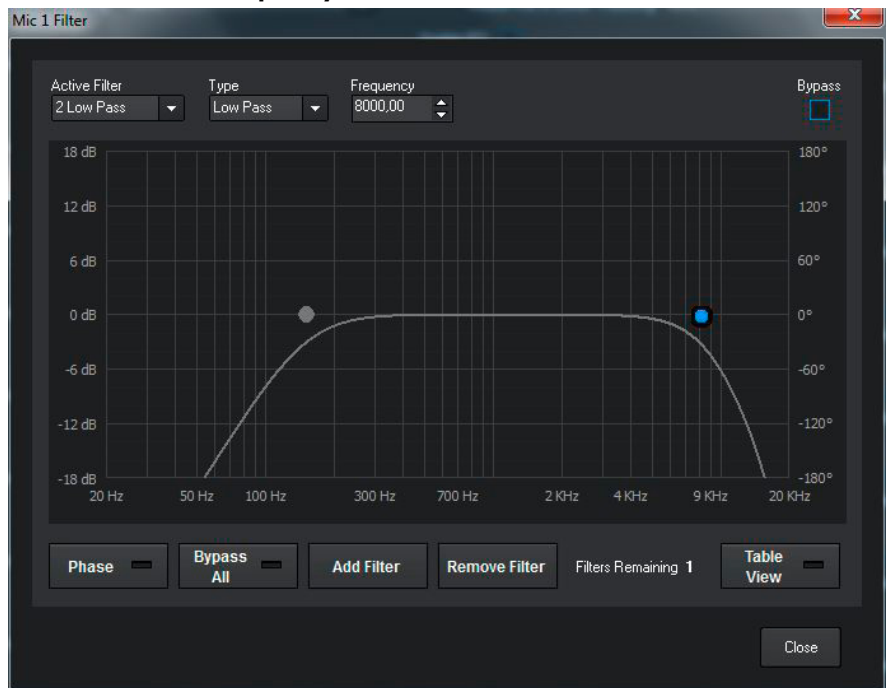 Mic 1 Filter
x
Active Filter
Type
Frequency
Bypass
2 Low Pass
Low Pass
8000,00
18 dB
180°
12 dB
120°
6 dB
60°
0 dB
0°
-6 dB
-60°
-12 dB
-120°
-18 dB
-180°
20 Hz 50 Hz 100 Hz 300 Hz 700 Hz 2 KHz 4 KHz 9 KHz 20 KHz
Phase
Bypass
All
Add Filter
Remove Filter
Filters Remaining 1
Table
View
Close